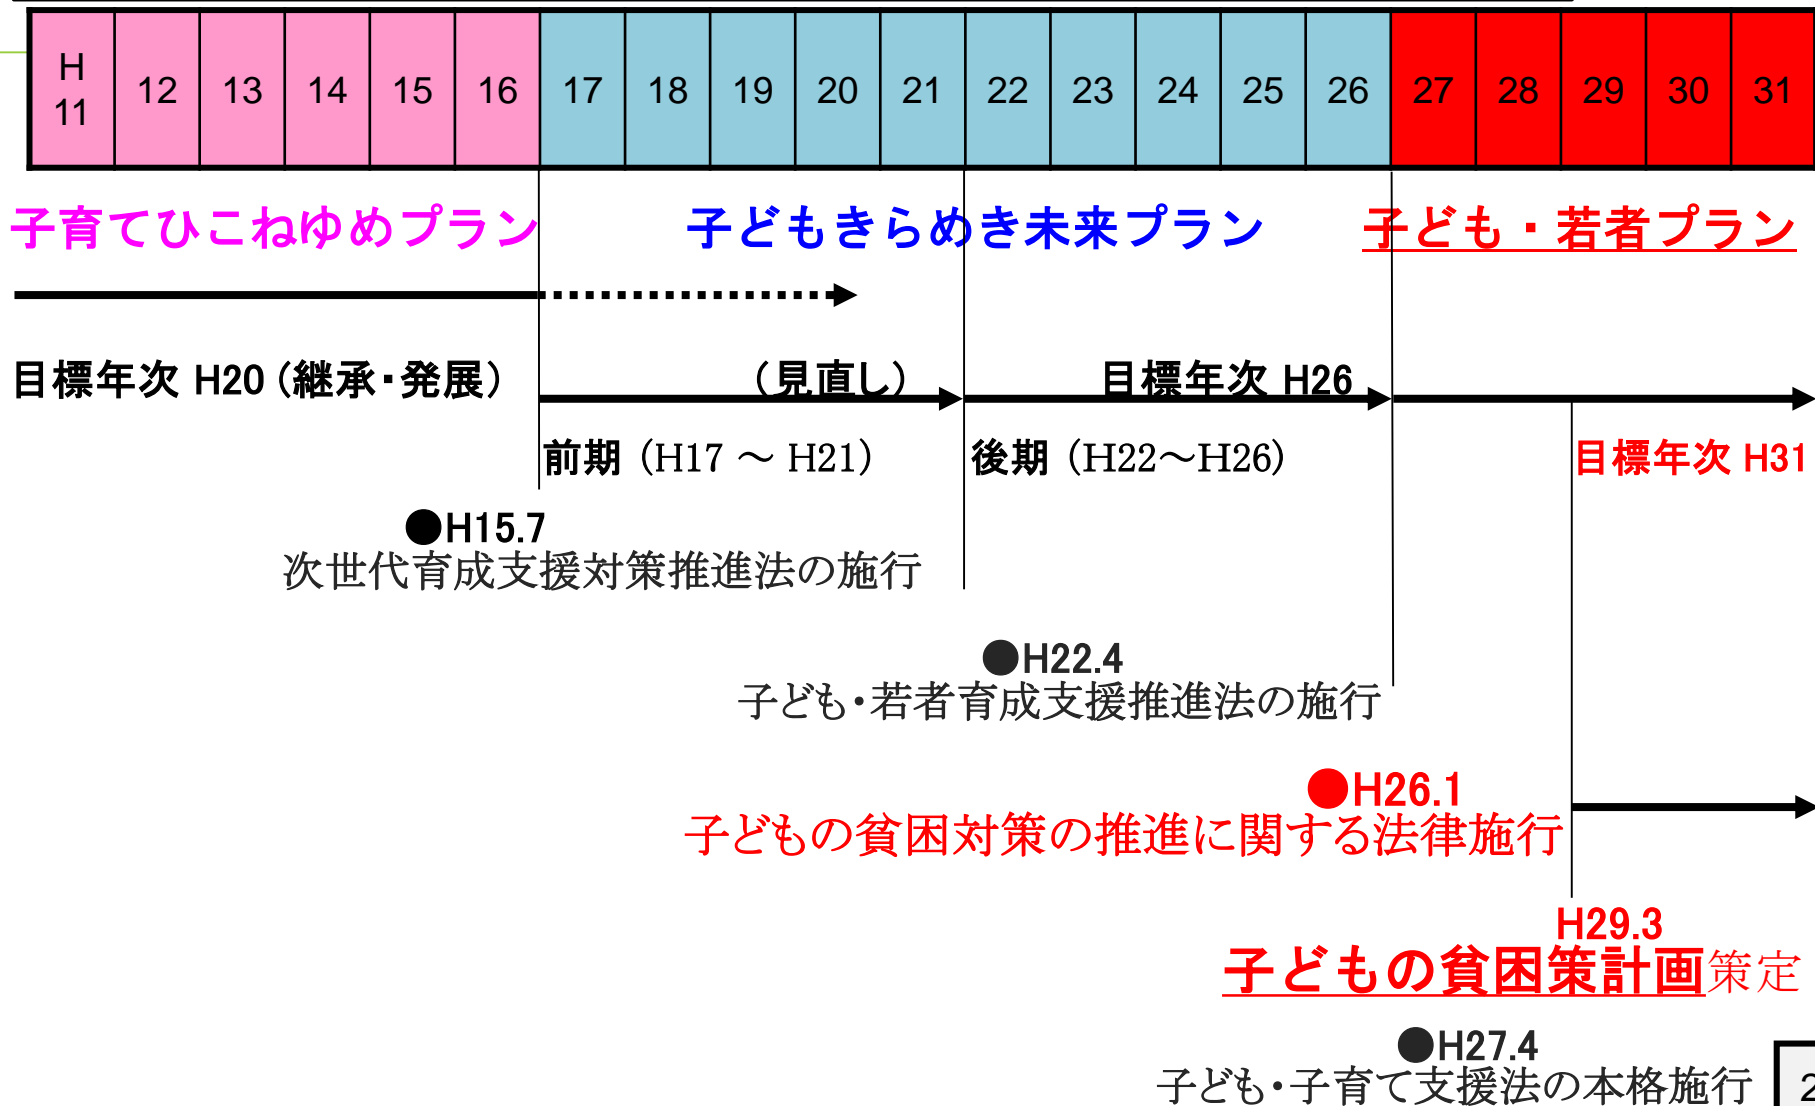 H
11
12 13 14 15 16 17 18 19 20 21 22 23 24 25 26 27 28 29 30 31
子育てひこねゆめプラン 子どもきらめき未来プラン 子ども・若者プラン
目標年次 H20 (継承・発展) (見直し) 目標年次 H26
前期 (H17 ～ H21) 後期 (H22～H26) 目標年次 H31
●H15.7
次世代育成支援対策推進法の施行
●H22.4
子ども・若者育成支援推進法の施行
●H26.1
子どもの貧困対策の推進に関する法律施行
H29.3
子どもの貧困策計画策定
●H27.4
子ども・子育て支援法の本格施行
2